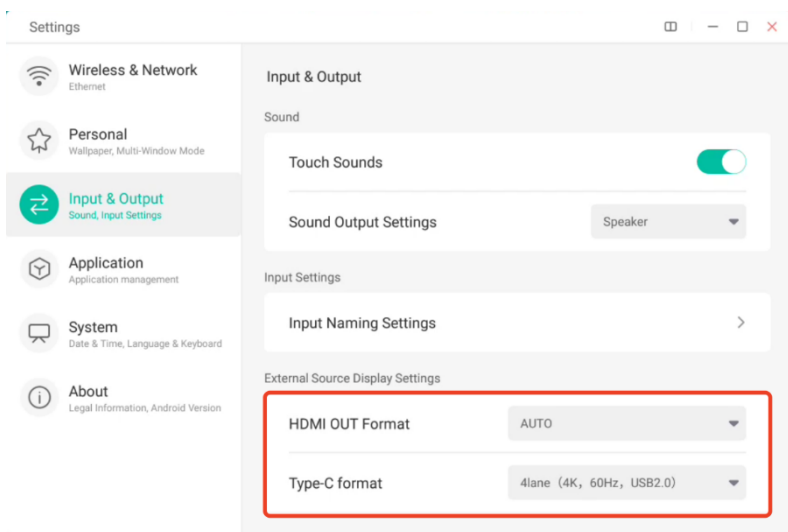 Settings
Wireless & Network
Ethernet
Personal
Wallpaper, Multi-Window Mode
Input & Output
Sound, Input Settings
Application
Application management
System
Date & Time, Language & Keyboard
About
Legal Information, Android Version
Input & Output
Sound
Touch Sounds
Sound Output Settings
Speaker
Input Settings
Input Naming Settings
External Source Display Settings
HDMI OUT Format
AUTO
Type-C format
4lane（4K，60Hz，USB2.0）